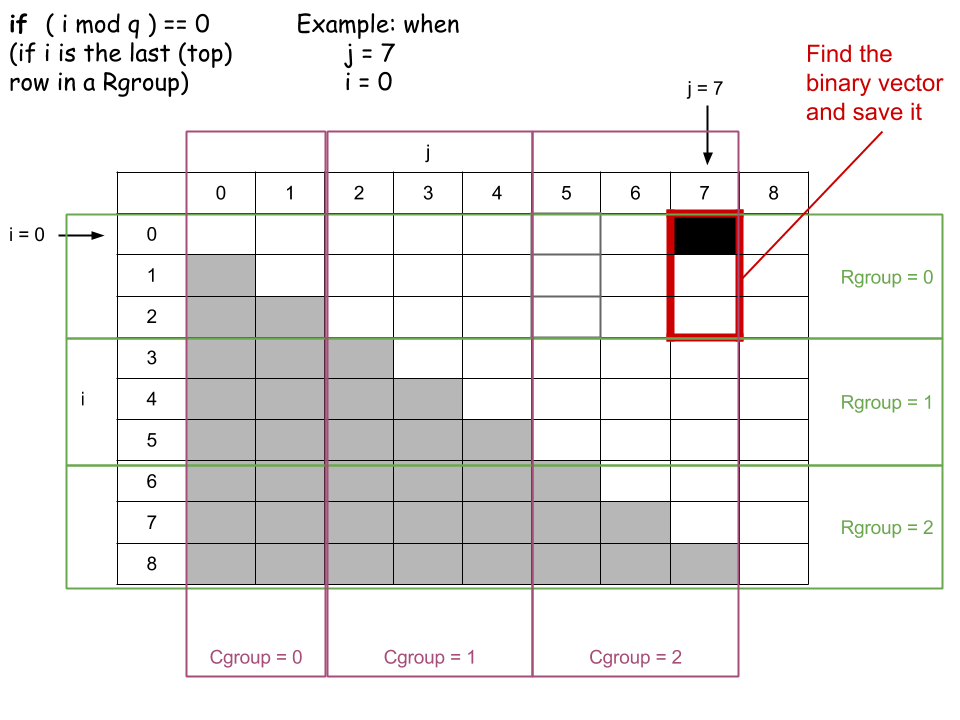 if ( i mod q ) == 0
(if i is the last (top)
row in a Rgroup)
Example: when
j = 7
i = 0
Find the
binary vector
and save it
j = 7
j
0 1 2 3 4 5 6 7 8
i = 0
0
1
2
3
4
5
6
7
8
i
Rgroup = 0
Rgroup = 1
Rgroup = 2
Cgroup = 0
Cgroup = 1
Cgroup = 2